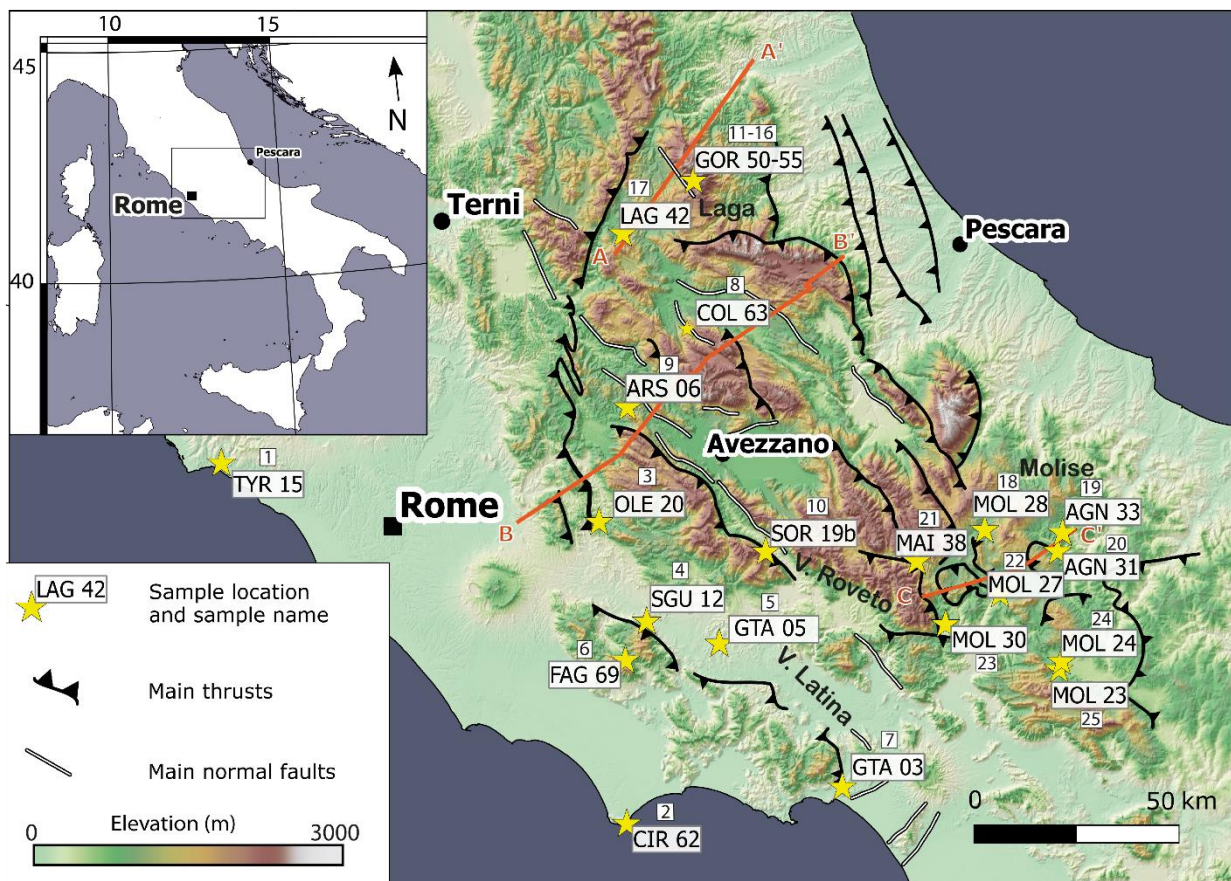 10
15
45
40
N
Pescara
Rome
A'
11-16
GOR 50-55
17
LAG 42
Laga
A
Terni
Pescara
B'
8
COL 63
9
ARS 06
Avezzano
1
TYR 15
Rome
B
3
OLE 20
10
SOR 19b
V. Roveto
Molise
18
MOL 28
19
AGN 33
C'
20
AGN 31
21
MAI 38
22
MOL 27
C
MOL 30
23
24
MOL 24
MOL 23
25
4
SGU 12
5
GTA 05
6
FAG 69
V. Latina
7
GTA 03
2
CIR 62
0
50 km
LAG 42
Sample location
and sample name
Main thrusts
Main normal faults
Elevation (m)
0
3000